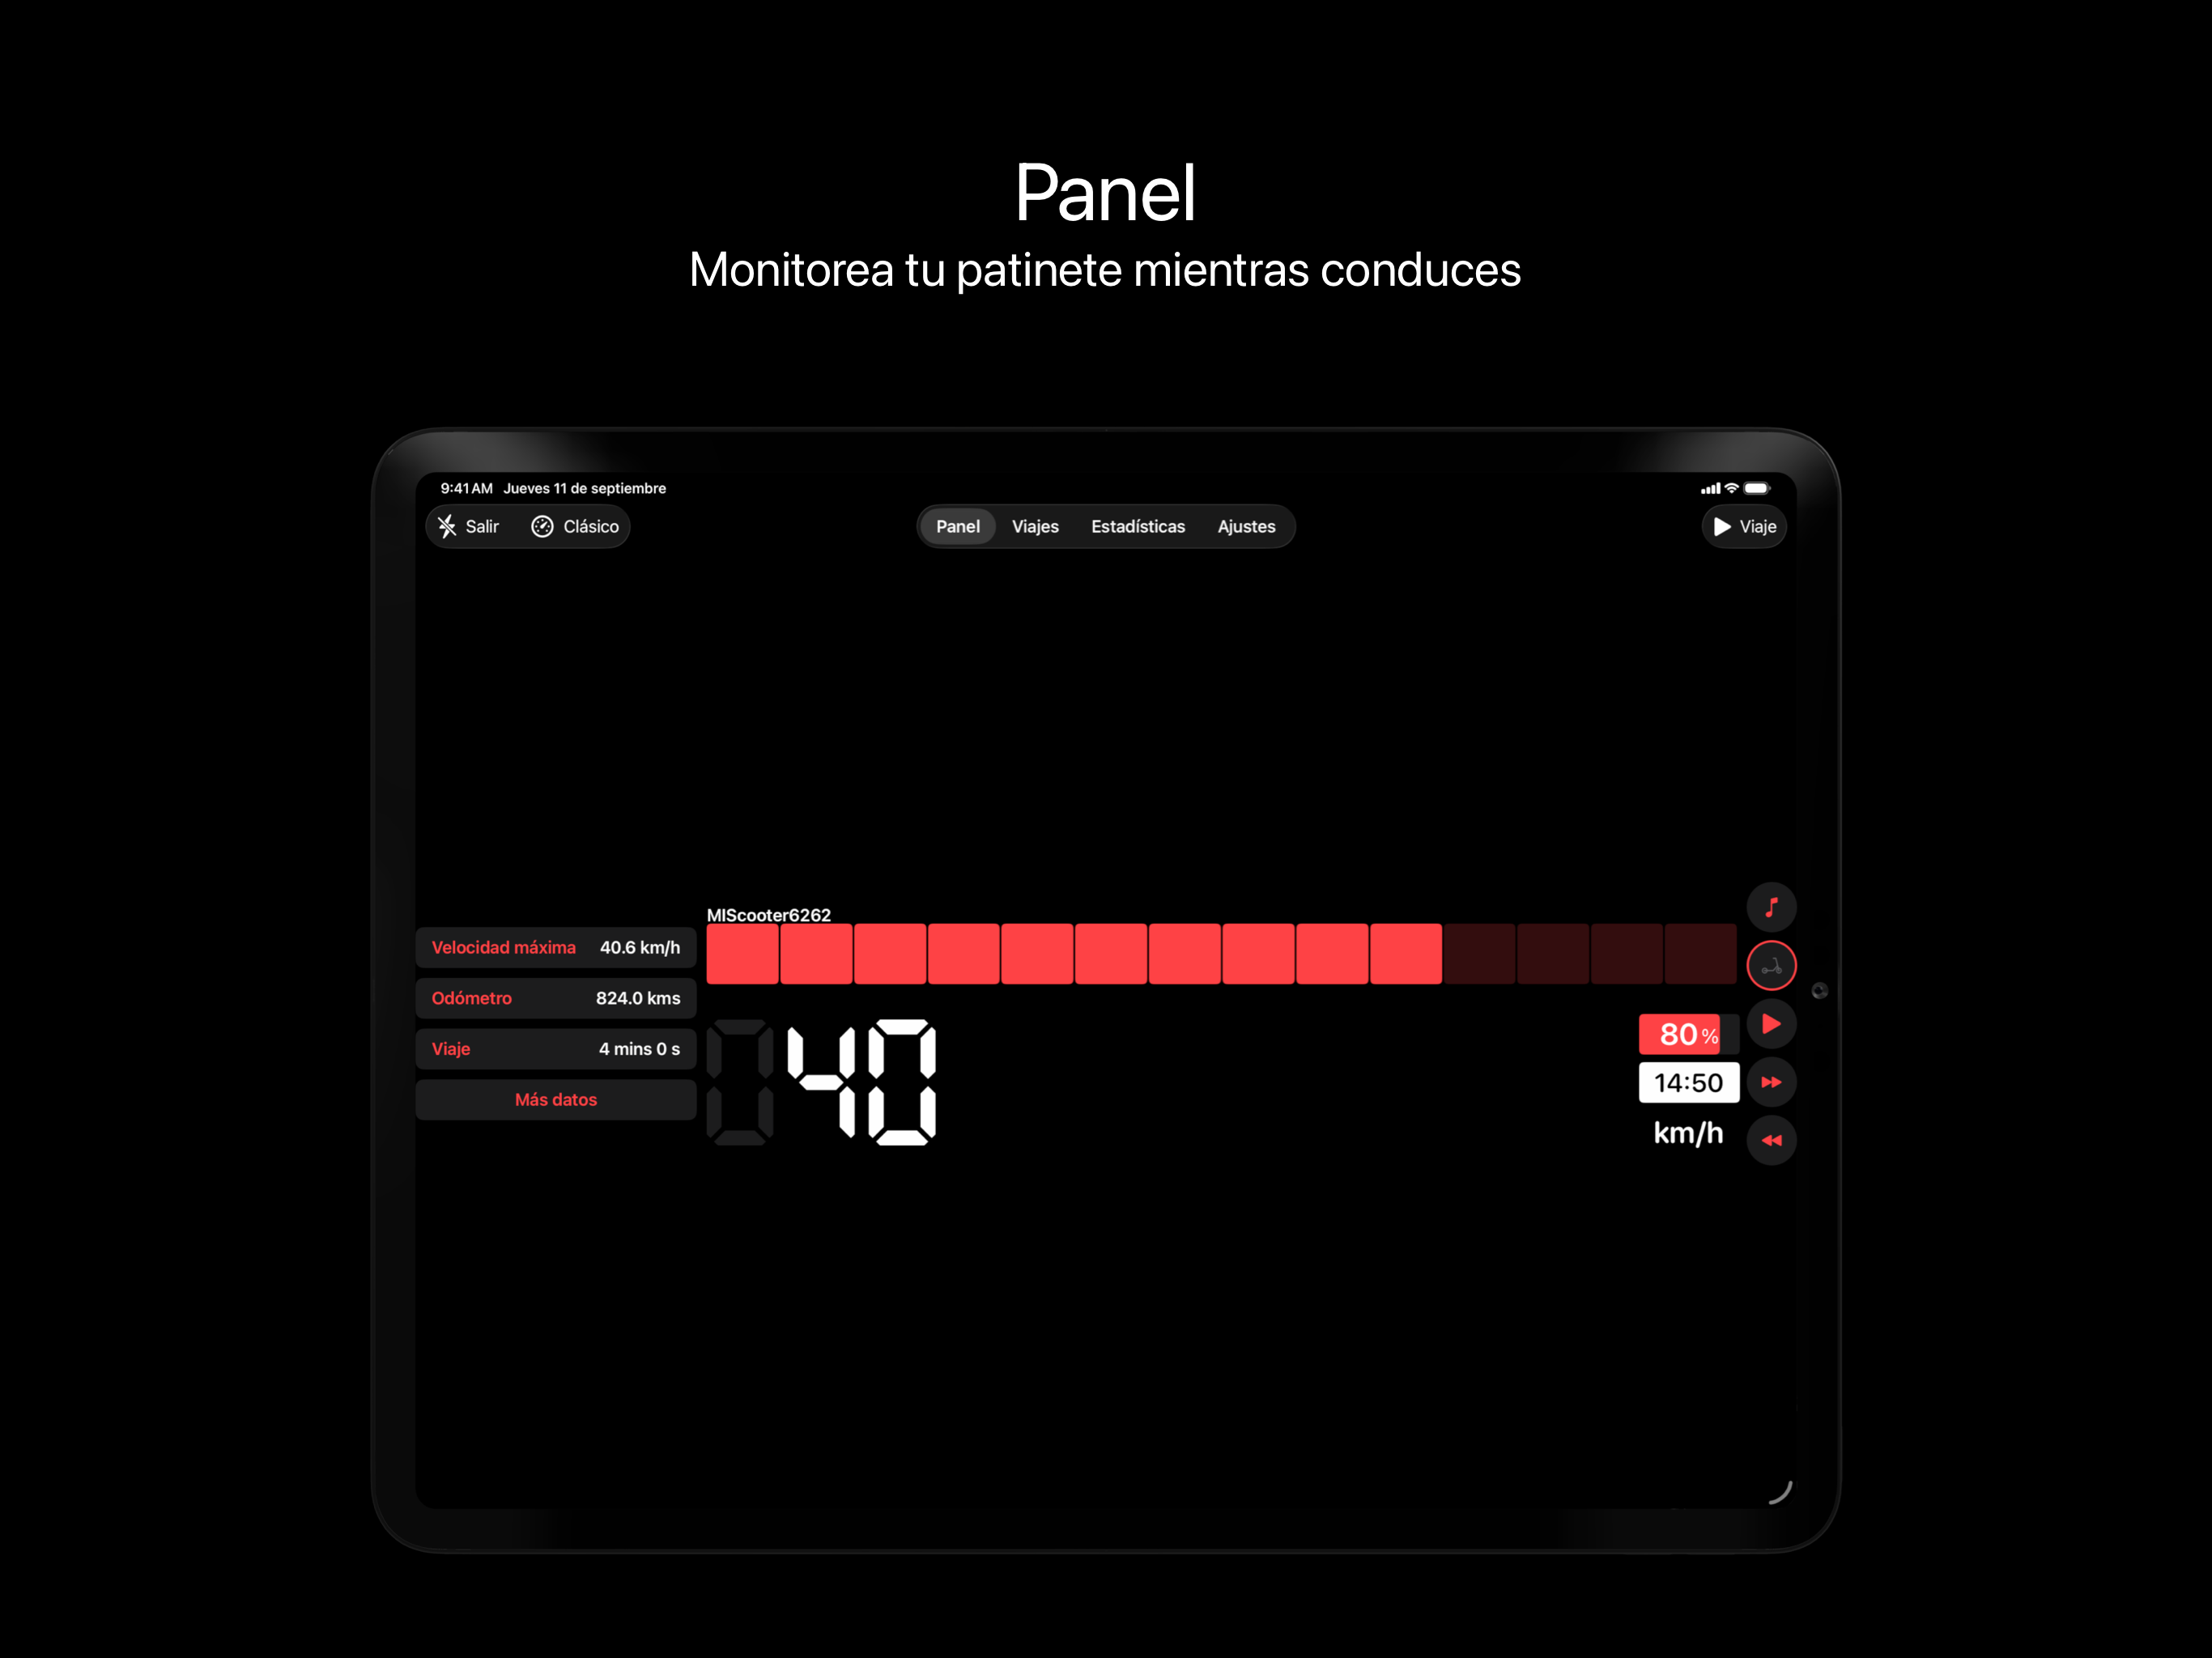 Panel
Monitorea tu patinete mientras conduces
9:41 AM Jueves 11 de septiembre
Salir Clásico Panel Viajes Estadísticas Ajustes Viaje
MIScooter6262
Velocidad máxima 40.6 km/h
Odómetro 824.0 kms
Viaje 4 mins 0 s
Más datos
40
80%
14:50
km/h